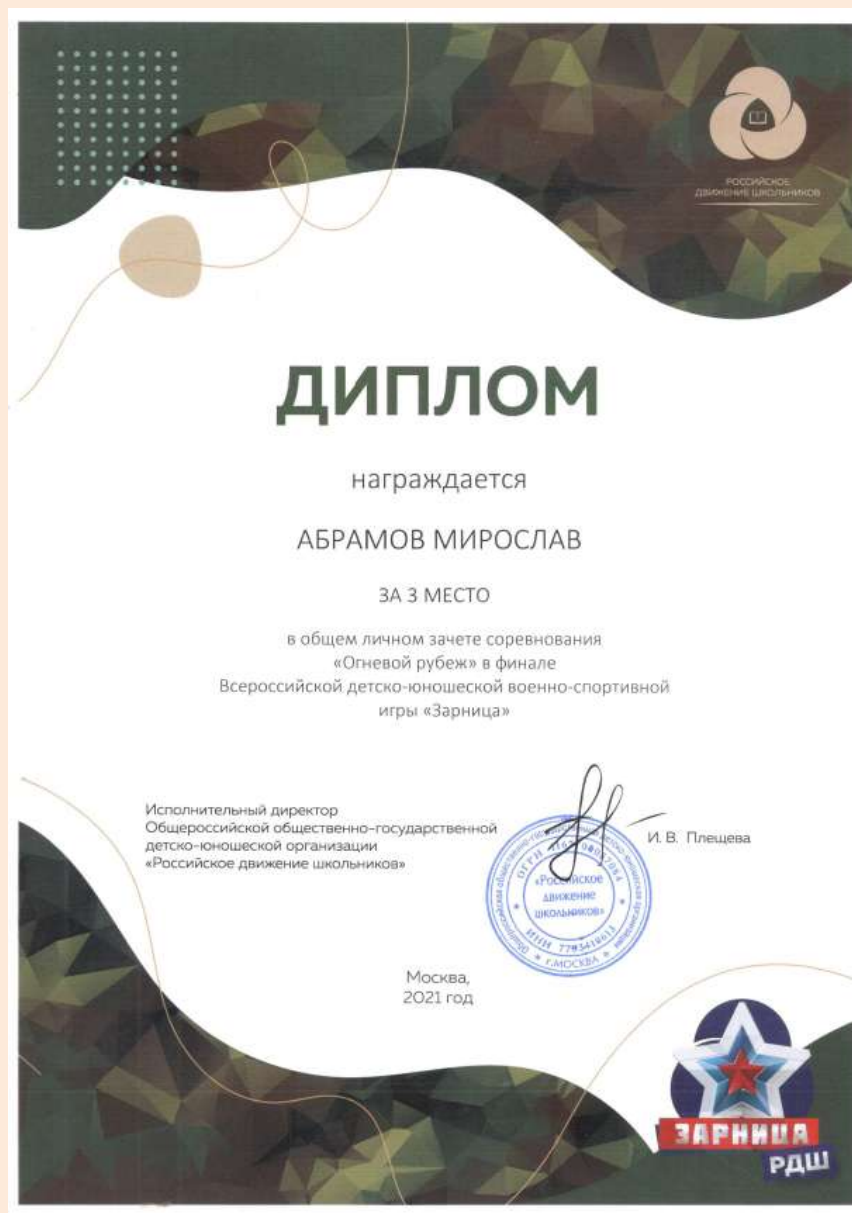 РОССИЙСКОЕ
ДВИЖЕНИЕ ШКОЛЬНИКОВ
ДИПЛОМ
награждается
АБРАМОВ МИРОСЛАВ
ЗА 3 МЕСТО
в общем личном зачете соревнования
«Огневой рубеж» в финале
Всероссийской детско-юношеской военно-спортивной
игры «Зарница»
Исполнительный директор
Общероссийской общественно-государственной
детско-юношеской организации
«Российское движение школьников»
И. В. Плещева
«Российское
движение
школьников»
ОГРН
ИНН
г.МОСКВА
Москва,
2021 год
ЗАРНИЦА
РДШ